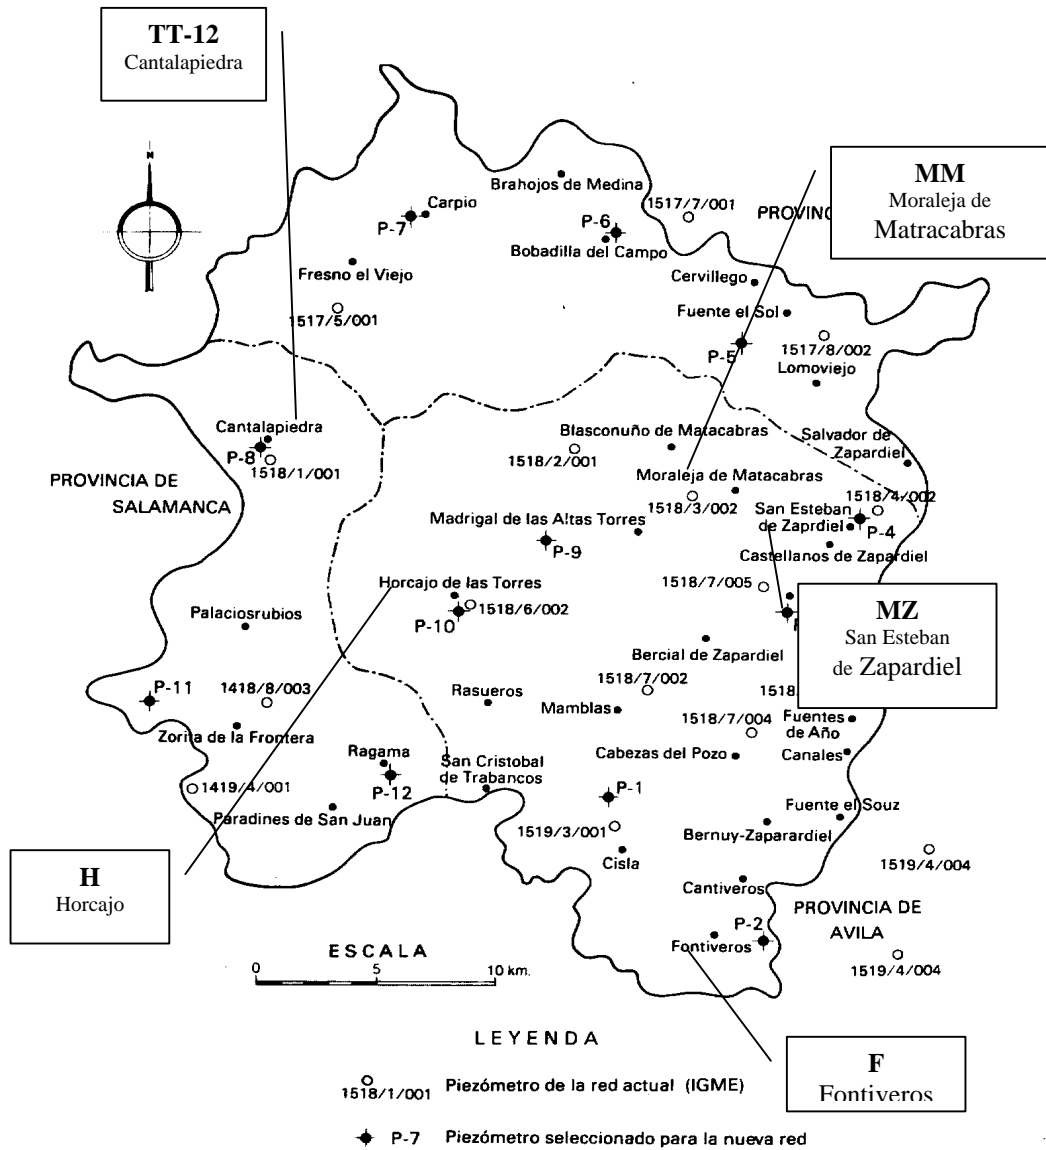 TT-12
Cantalapiedra
N
MM
Moraleja de
Matracabras
Brahojos de Medina
1517/7/001
PROVINC
Carpio
P-7
P-6
Bobadilla del Campo
Fresno el Viejo
Cervillego
1517/5/001
Fuente el Sol
P-5
1517/8/002
Lomoviejo
Cantalapiedra
P-8
1518/1/001
Blasconuño de Matacabras
1518/2/001
Salvador de
Zapardiel
PROVINCIA DE
SALAMANCA
Moraleja de Matacabras
1518/3/002
1518/4/002
San Esteban
de Zaprdiel
P-4
Madrigal de las Altas Torres
P-9
Castellanos de Zapardiel
Horcajo de las Torres
1518/7/005
1518/6/002
P-10
Palaciosrubios
MZ
San Esteban
de Zapardiel
Bercial de Zapardiel
P-11
1418/8/003
1518/7/002
1518/
Rasueros
Mamblas
1518/7/004
Fuentes
de Año
Zorita de la Frontera
Ragama
P-12
San Cristobal
de Trabancos
Cabezas del Pozo
Canales
1419/4/001
P-1
Paradines de San Juan
1519/3/001
Fuente el Souz
Bernuy-Zaparardiel
Cisla
1519/4/004
H
Horcajo
Cantiveros
PROVINCIA DE
AVILA
P-2
Fontiveros
1519/4/004
ESCALA
0 5 10 km.
LEYENDA
F
Fontiveros
1518/1/001 Piezómetro de la red actual (IGME)
P-7 Piezómetro seleccionado para la nueva red